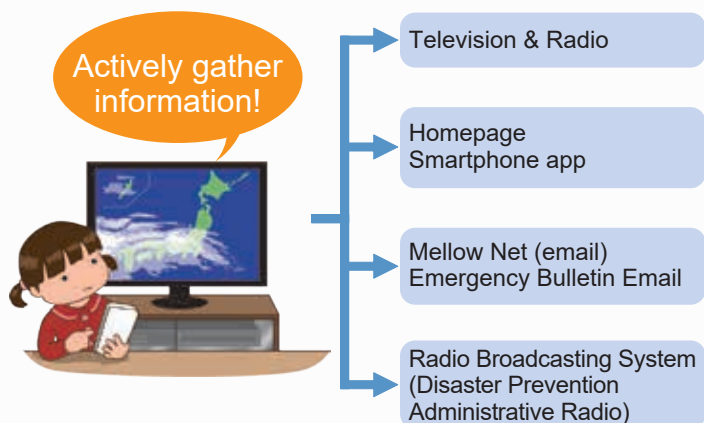 Actively gather
information!
Television & Radio
Homepage
Smartphone app
Mellow Net (email)
Emergency Bulletin Email
Radio Broadcasting System
(Disaster Prevention
Administrative Radio)